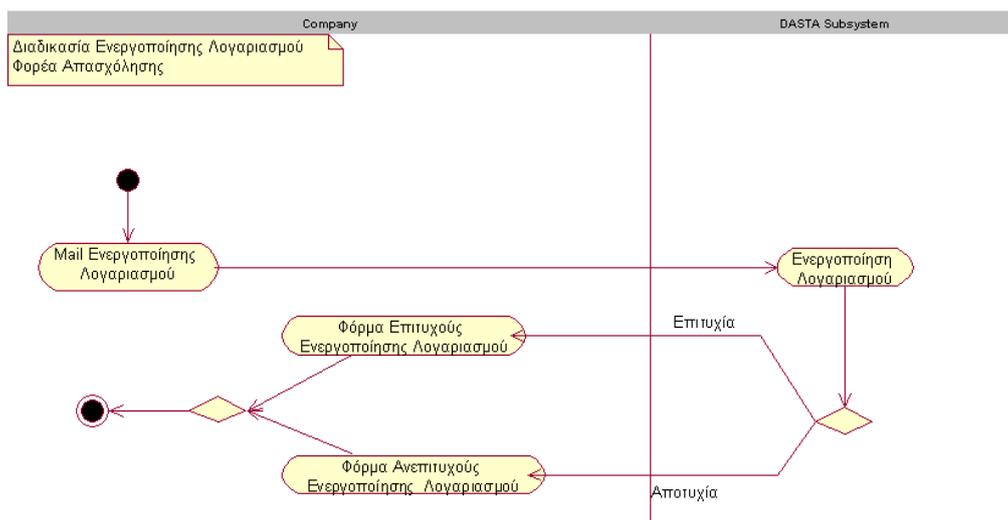 Company
DASTA Subsystem
Διαδικασία Ενεργοποίησης Λογαριασμού
Φορέα Απασχόλησης
Mail Ενεργοποίησης
Λογαριασμού
Ενεργοποίηση
Λογαριασμού
Επιτυχία
Φόρμα Επιτυχούς
Ενεργοποίησης Λογαριασμού
Φόρμα Ανεπιτυχούς
Ενεργοποίησης Λογαριασμού
Αποτυχία